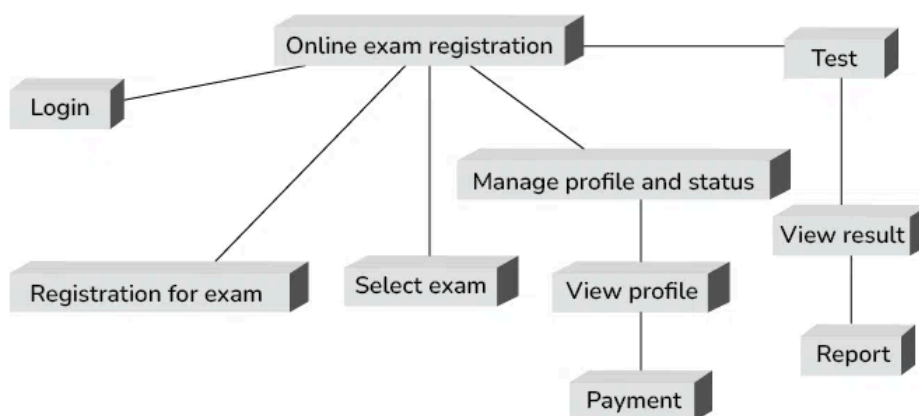 Online exam registration
Test
Login
Manage profile and status
View result
Registration for exam
Select exam
View profile
Report
Payment